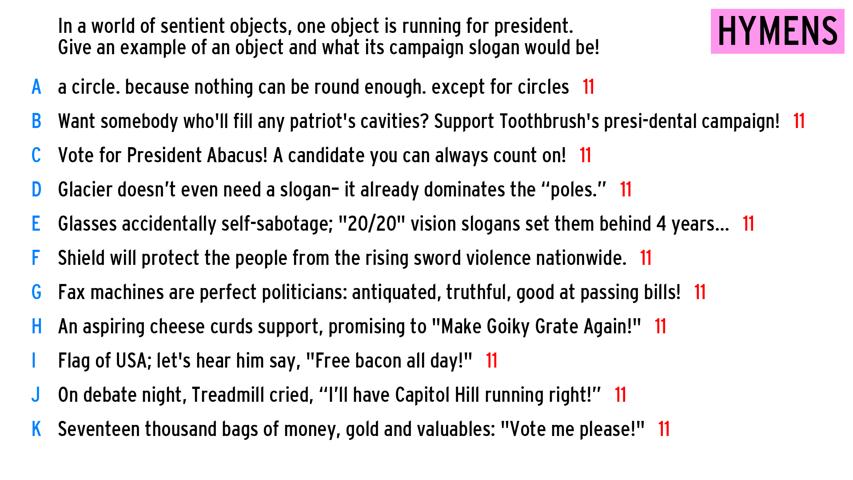 In a world of sentient objects, one object is running for president.
Give an example of an object and what its campaign slogan would be!
HYMENS
A a circle. because nothing can be round enough. except for circles 11
B Want somebody who'll fill any patriot's cavities? Support Toothbrush's presi-dental campaign! 11
C Vote for President Abacus! A candidate you can always count on! 11
D Glacier doesn’t even need a slogan– it already dominates the “poles.” 11
E Glasses accidentally self-sabotage; "20/20" vision slogans set them behind 4 years... 11
F Shield will protect the people from the rising sword violence nationwide. 11
G Fax machines are perfect politicians: antiquated, truthful, good at passing bills! 11
H An aspiring cheese curds support, promising to "Make Goiky Grate Again!" 11
I Flag of USA; let's hear him say, "Free bacon all day!" 11
J On debate night, Treadmill cried, “I’ll have Capitol Hill running right!” 11
K Seventeen thousand bags of money, gold and valuables: "Vote me please!" 11